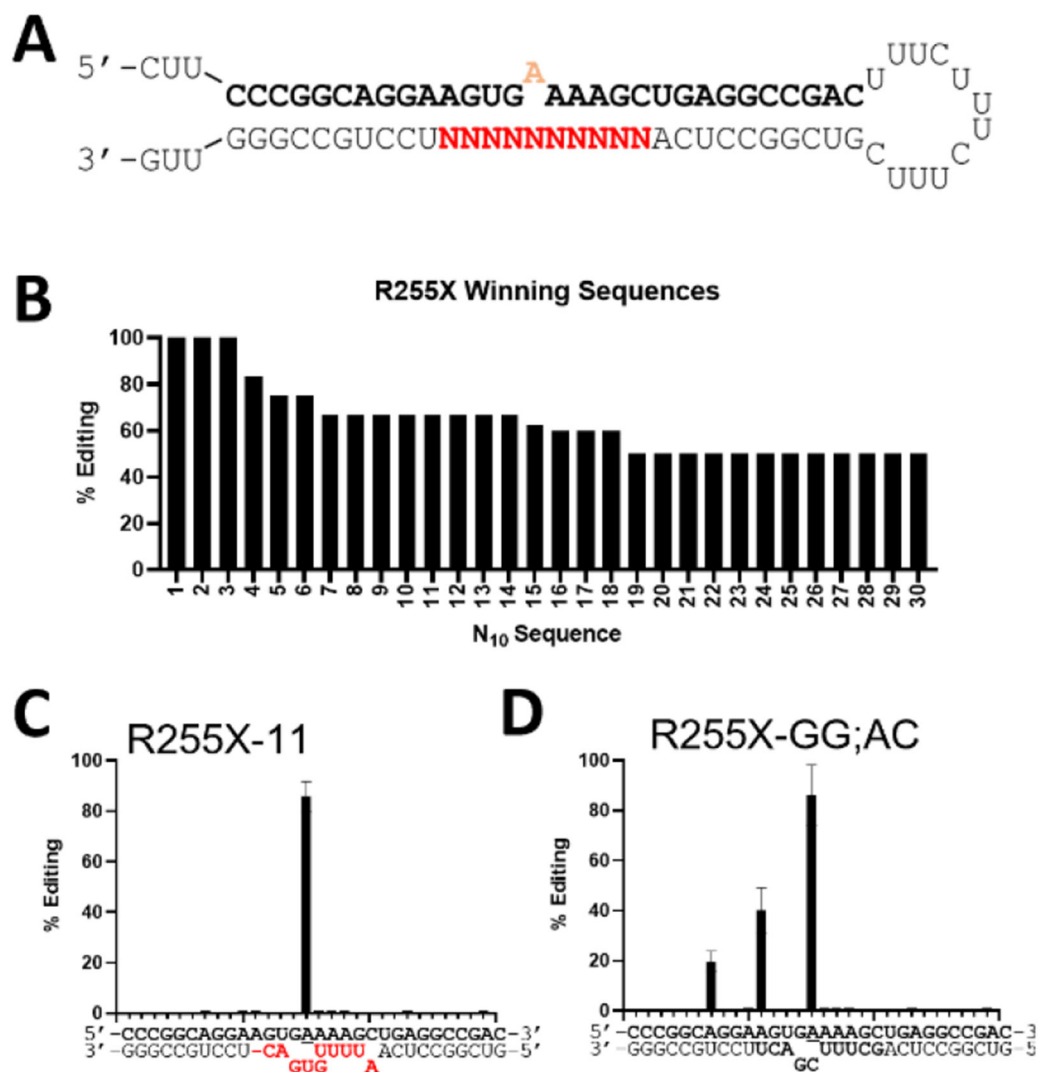 A
5′-CUU
A
CCCGGCAGGAAGUG AAAGCUGAGGCCGAC
U
UUC
U
U
U
C
UUU
C
GGGCCGUCCUNNNNNNNNNNACUCCGGCUG
3′-GUU
B
R255X Winning Sequences
% Editing
100
80
60
40
20
0
1 2 3 4 5 6 7 8 9 10 11 12 13 14 15 16 17 18 19 20 21 22 23 24 25 26 27 28 29 30
N10 Sequence
C
R255X-11
% Editing
100
80
60
40
20
0
5′-CCCGGCAGGAAGUGAAAAGCUGAGGCCGAC-3′
3′-GGGCCGUCCU-CA UUUU ACUCCGGCUG-5′
GUG A
D
R255X-GG;AC
% Editing
100
80
60
40
20
0
5′-CCCGGCAGGAAGUGAAAAGCUGAGGCCGAC-3
3′-GGGCCGUCCUUCA UUUCGACUCCGGCUG-5
GC